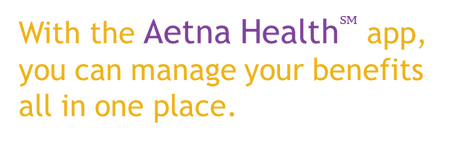 With the Aetna Health℠ app,
you can manage your benefits
all in one place.